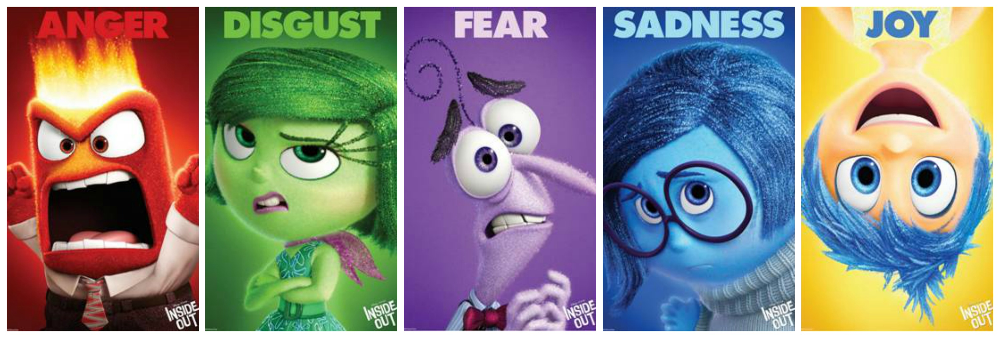 ANGER
INSIDE
OUT
DISGUST
INSIDE
OUT
FEAR
INSIDE
OUT
SADNESS
INSIDE
OUT
JOY
INSIDE
OUT